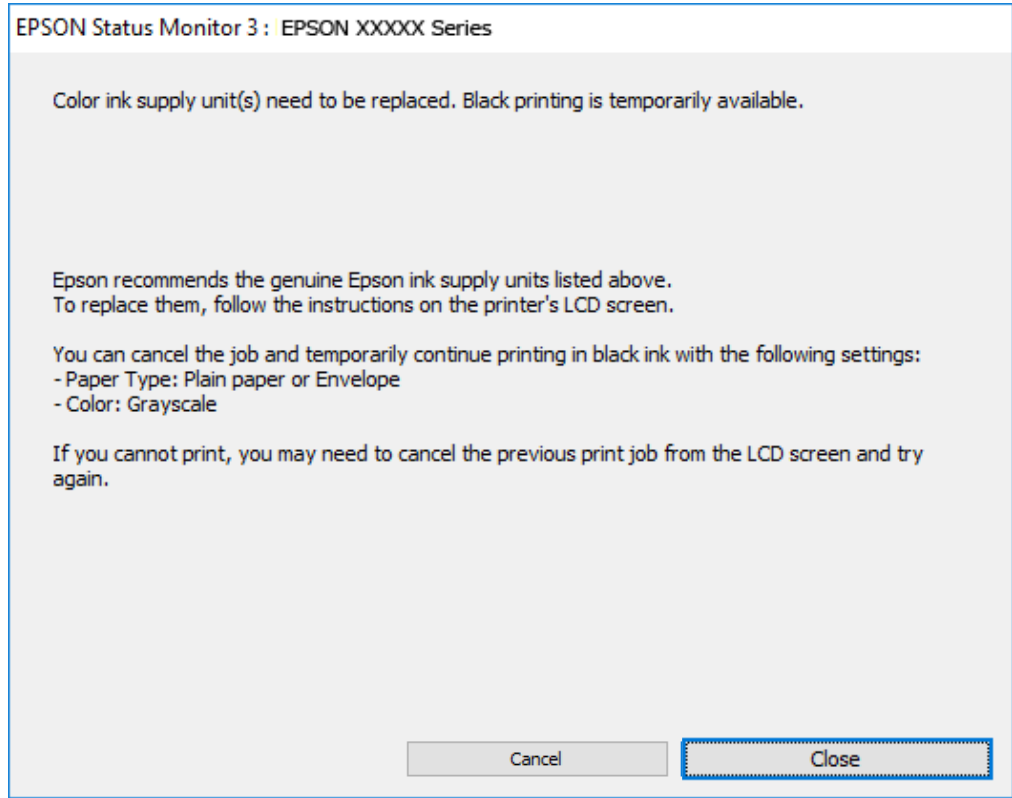 EPSON Status Monitor 3 : EPSON XXXXX Series
Color ink supply unit(s) need to be replaced. Black printing is temporarily available.
Epson recommends the genuine Epson ink supply units listed above.
To replace them, follow the instructions on the printer's LCD screen.
You can cancel the job and temporarily continue printing in black ink with the following settings:
- Paper Type: Plain paper or Envelope
- Color: Grayscale
If you cannot print, you may need to cancel the previous print job from the LCD screen and try
again.
Cancel Close